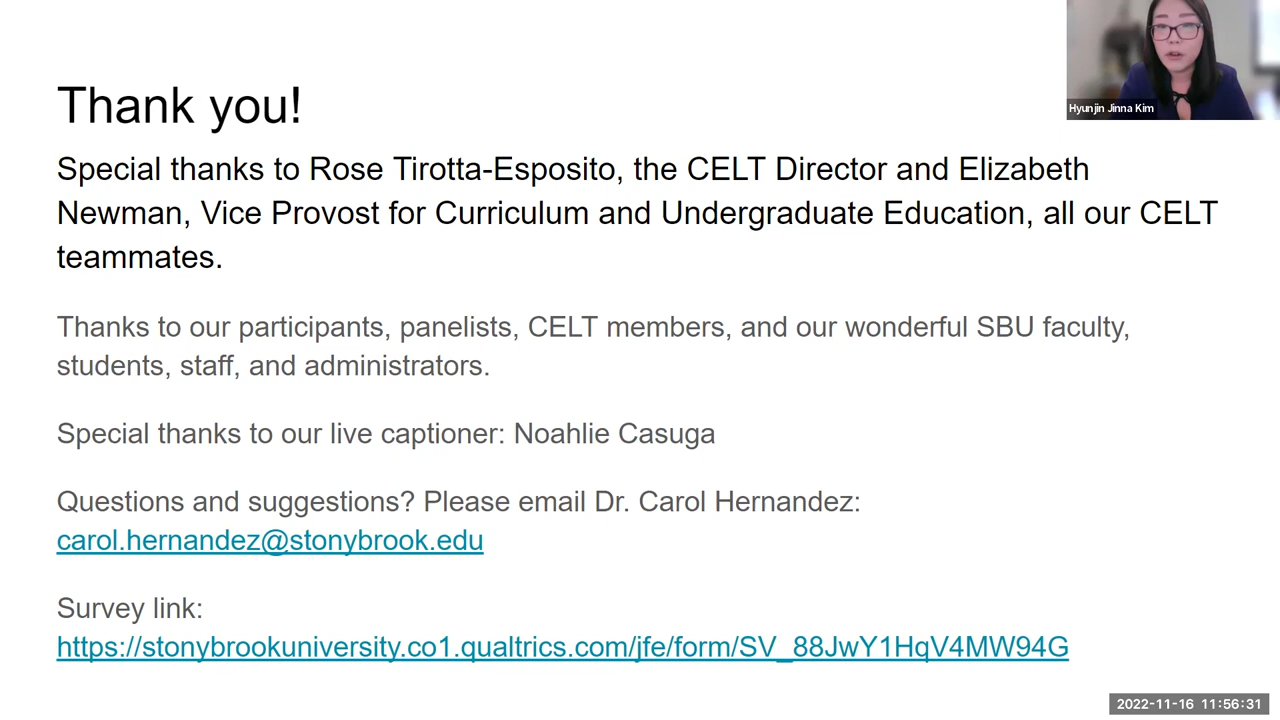 Thank you!
Hyunjin Jinna Kim
Special thanks to Rose Tirotta-Esposito, the CELT Director and Elizabeth
Newman, Vice Provost for Curriculum and Undergraduate Education, all our CELT
teammates.
Thanks to our participants, panelists, CELT members, and our wonderful SBU faculty,
students, staff, and administrators.
Special thanks to our live captioner: Noahlie Casuga
Questions and suggestions? Please email Dr. Carol Hernandez:
carol.hernandez@stonybrook.edu
Survey link:
https://stonybrookuniversity.co1.qualtrics.com/jfe/form/SV_88JwY1HqV4MW94G
2022-11-16 11:56:31